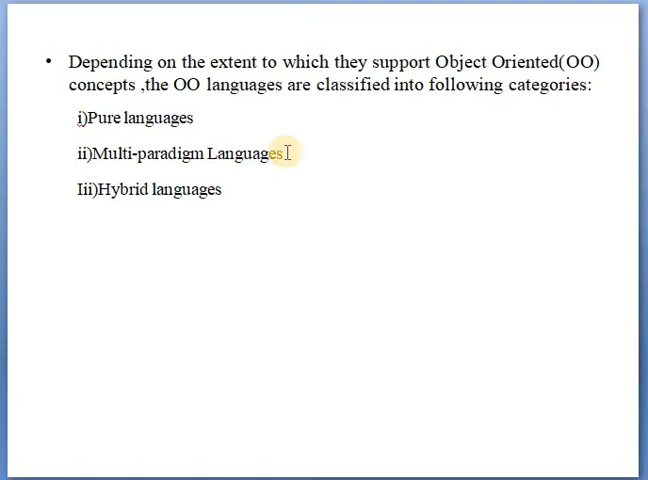 • Depending on the extent to which they support Object Oriented(OO)
concepts ,the OO languages are classified into following categories:
i)Pure languages
ii)Multi-paradigm Languages
Iii)Hybrid languages